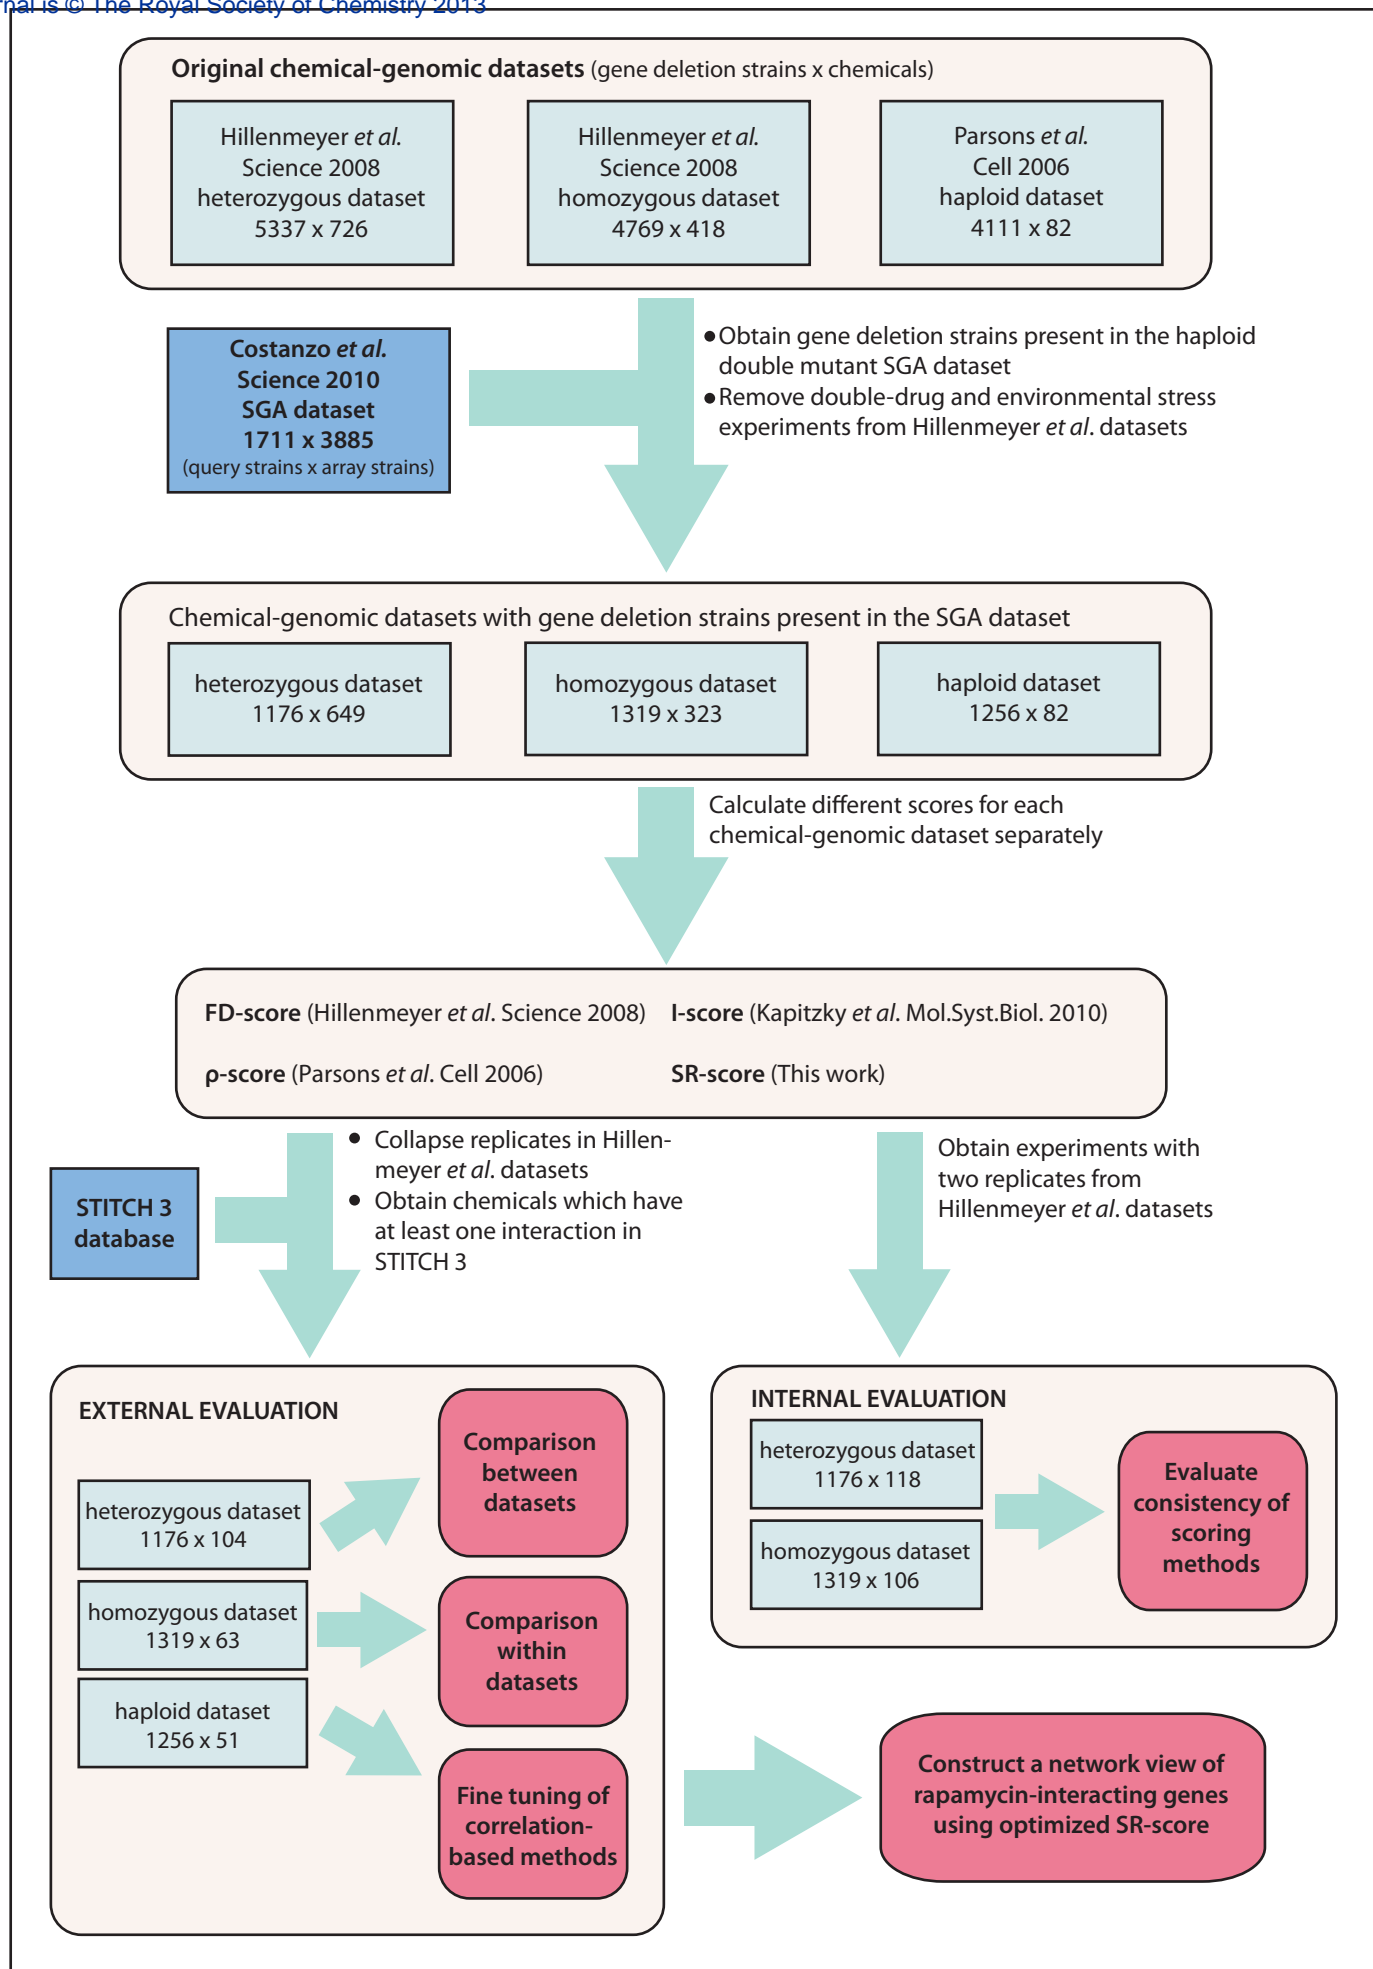 rnal is © The Royal Society of Chemistry 2013
Original chemical-genomic datasets (gene deletion strains x chemicals)
Hillenmeyer et al.
Science 2008
heterozygous dataset
5337 x 726
Hillenmeyer et al.
Science 2008
homozygous dataset
4769 x 418
Parsons et al.
Cell 2006
haploid dataset
4111 x 82
Costanzo et al.
Science 2010
SGA dataset
1711 x 3885
(query strains x array strains)
●Obtain gene deletion strains present in the haploid
double mutant SGA dataset
●Remove double-drug and environmental stress
experiments from Hillenmeyer et al. datasets
Chemical-genomic datasets with gene deletion strains present in the SGA dataset
heterozygous dataset
1176 x 649
homozygous dataset
1319 x 323
haploid dataset
1256 x 82
Calculate different scores for each
chemical-genomic dataset separately
FD-score (Hillenmeyer et al. Science 2008)
I-score (Kapitzky et al. Mol.Syst.Biol. 2010)
ρ-score (Parsons et al. Cell 2006)
SR-score (This work)
STITCH 3
database
● Collapse replicates in Hillen-
meyer et al. datasets
● Obtain chemicals which have
at least one interaction in
STITCH 3
Obtain experiments with
two replicates from
Hillenmeyer et al. datasets
EXTERNAL EVALUATION
heterozygous dataset
1176 x 104
homozygous dataset
1319 x 63
haploid dataset
1256 x 51
Comparison
between
datasets
Comparison
within
datasets
Fine tuning of
correlation-
based methods
INTERNAL EVALUATION
heterozygous dataset
1176 x 118
homozygous dataset
1319 x 106
Evaluate
consistency of
scoring
methods
Construct a network view of
rapamycin-interacting genes
using optimized SR-score